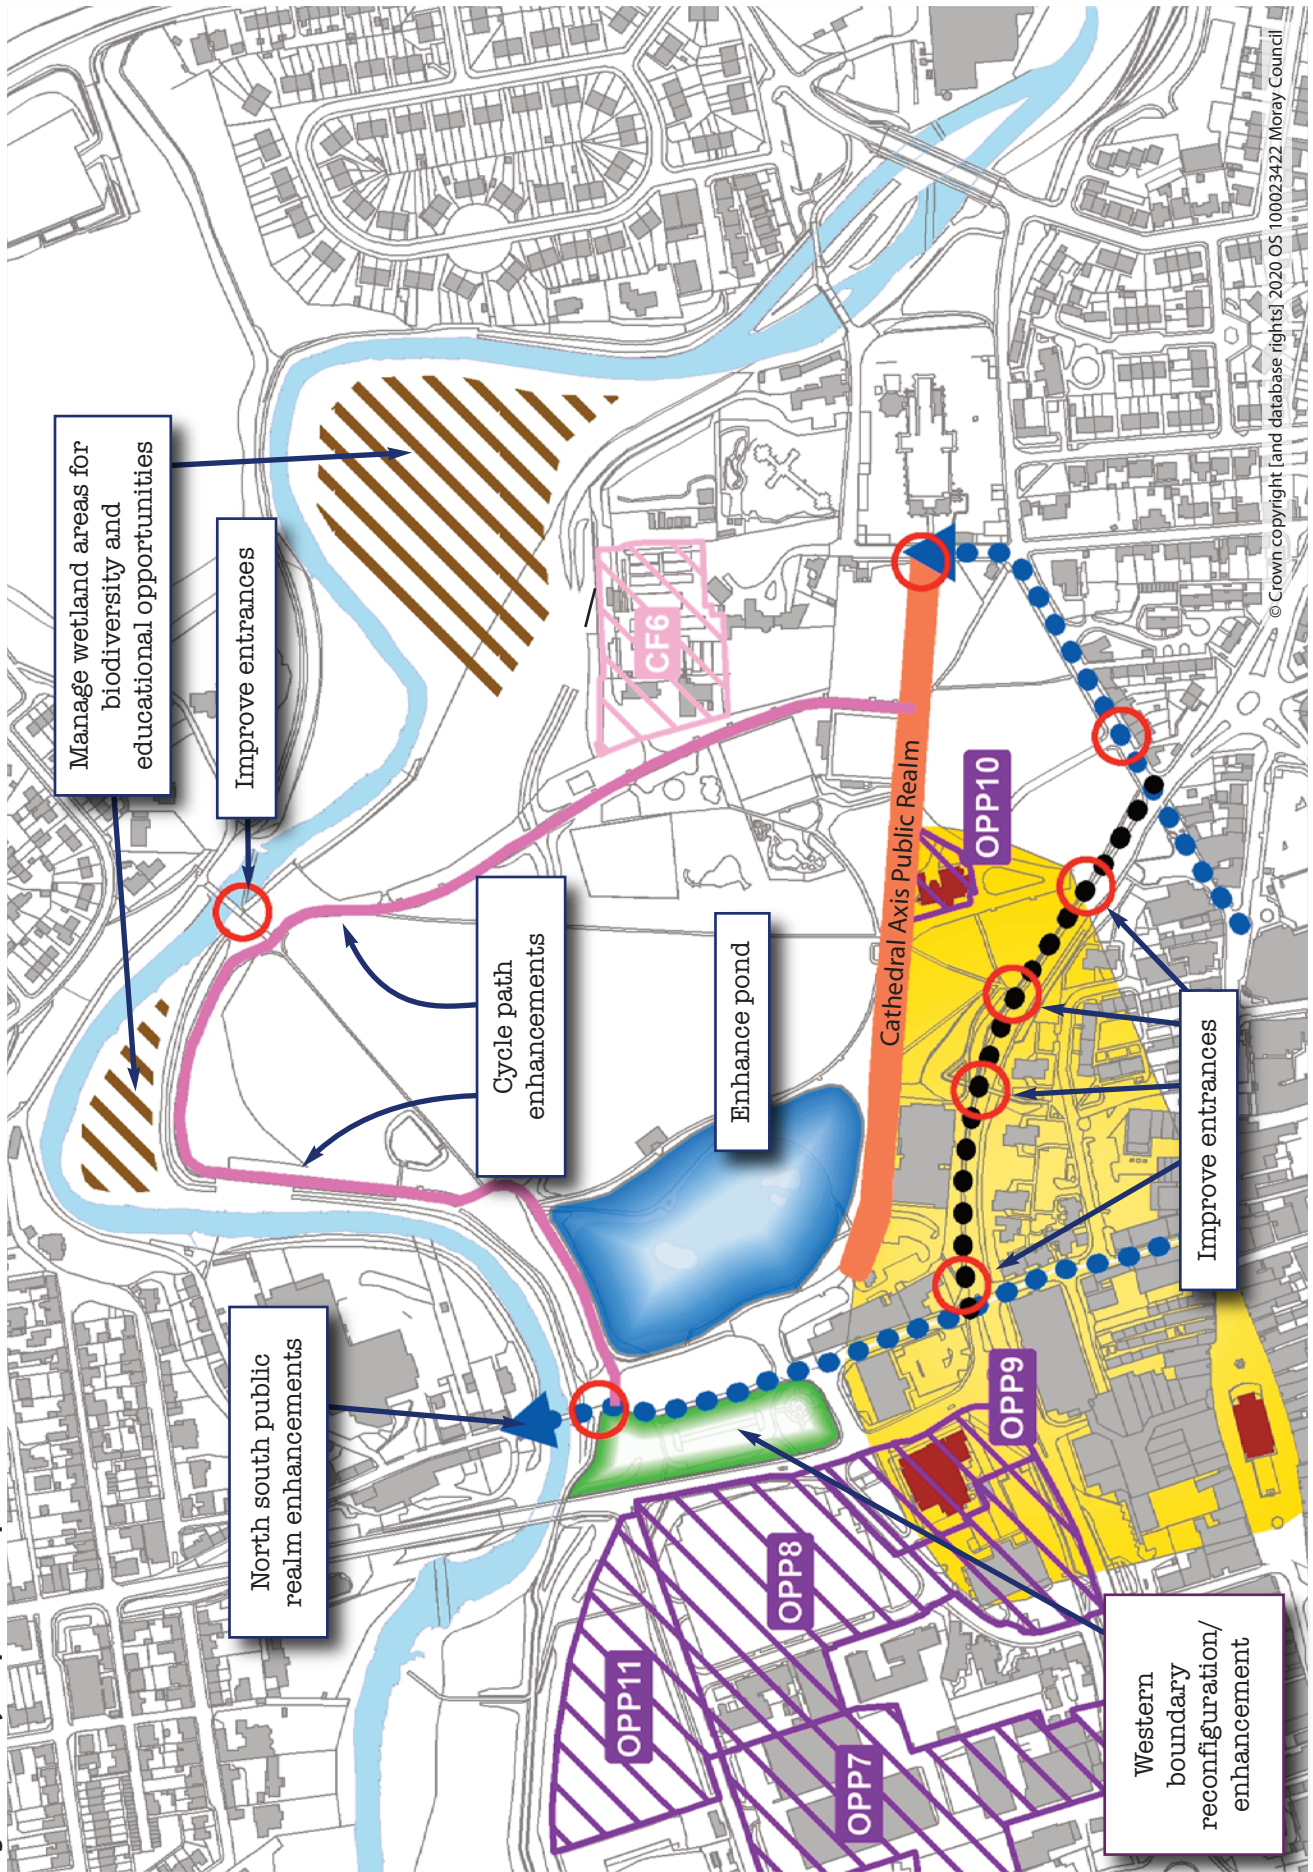 Manage wetland areas for
biodiversity and
educational opportunities
Improve entrances
North south public
realm enhancements
Cycle path
enhancements
Enhance pond
CF6
Cathedral Axis Public Realm
OPP10
OPP9
OPP8
OPP11
OPP7
Improve entrances
Western
boundary
reconfiguration/
enhancement
© Crown copyright [and database rights] 2020 OS 100023422 Moray Council